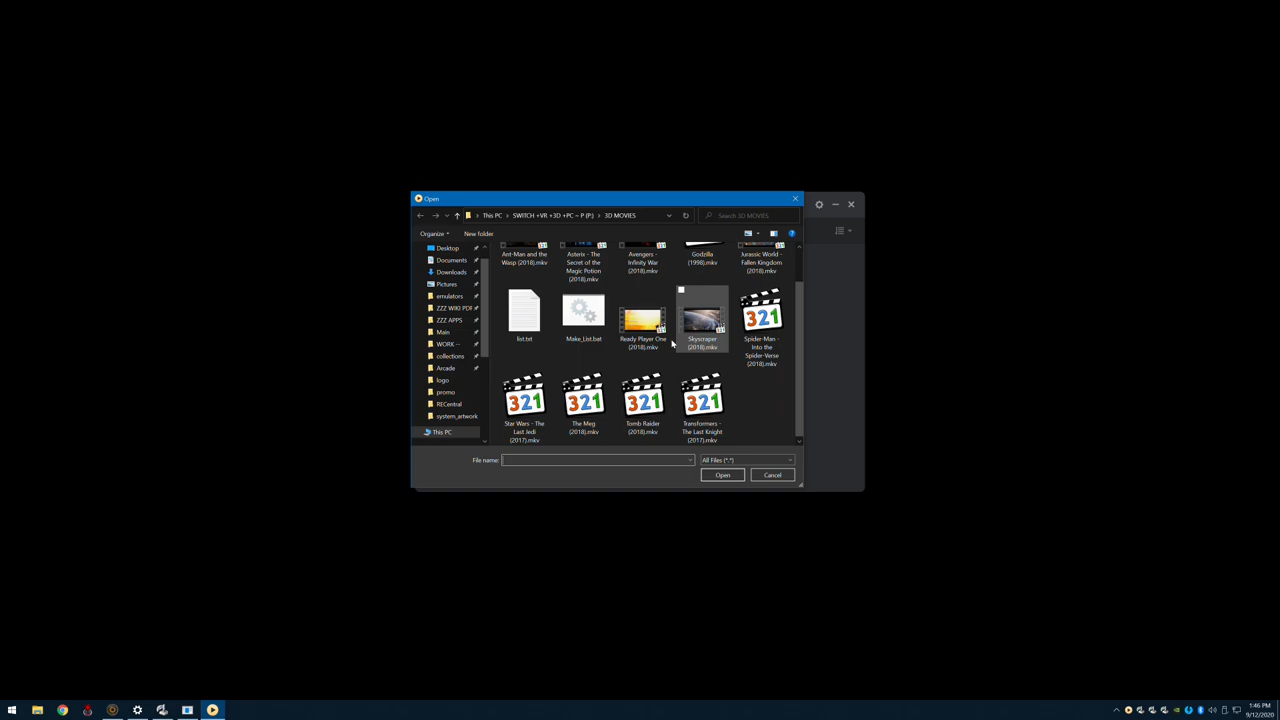 Open
This PC > SWITCH +VR +3D +PC ~ P (P:) > 3D MOVIES
Search 3D MOVIES
Organize
New folder
Desktop
Documents
Downloads
Pictures
emulators
ZZZ WIKI PDF
ZZZ APPS
Main
WORK --
collections
Arcade
logo
promo
RECentral
system_artwork
This PC
Ant-Man and the
Wasp (2018).mkv
Asterix - The
Secret of the
Magic Potion
(2018).mkv
Avengers -
Infinity War
(2018).mkv
Godzilla
(1998).mkv
Jurassic World -
Fallen Kingdom
(2018).mkv
list.txt
Make_List.bat
Ready Player One
(2018).mkv
Skyscraper
(2018).mkv
321
Spider-Man -
Into the
Spider-Verse
(2018).mkv
321
Star Wars - The
Last Jedi
(2017).mkv
321
The Meg
(2018).mkv
321
Tomb Raider
(2018).mkv
321
Transformers -
The Last Knight
(2017).mkv
File name:
All Files (*.*)
Open
Cancel
1:46 PM
9/12/2020